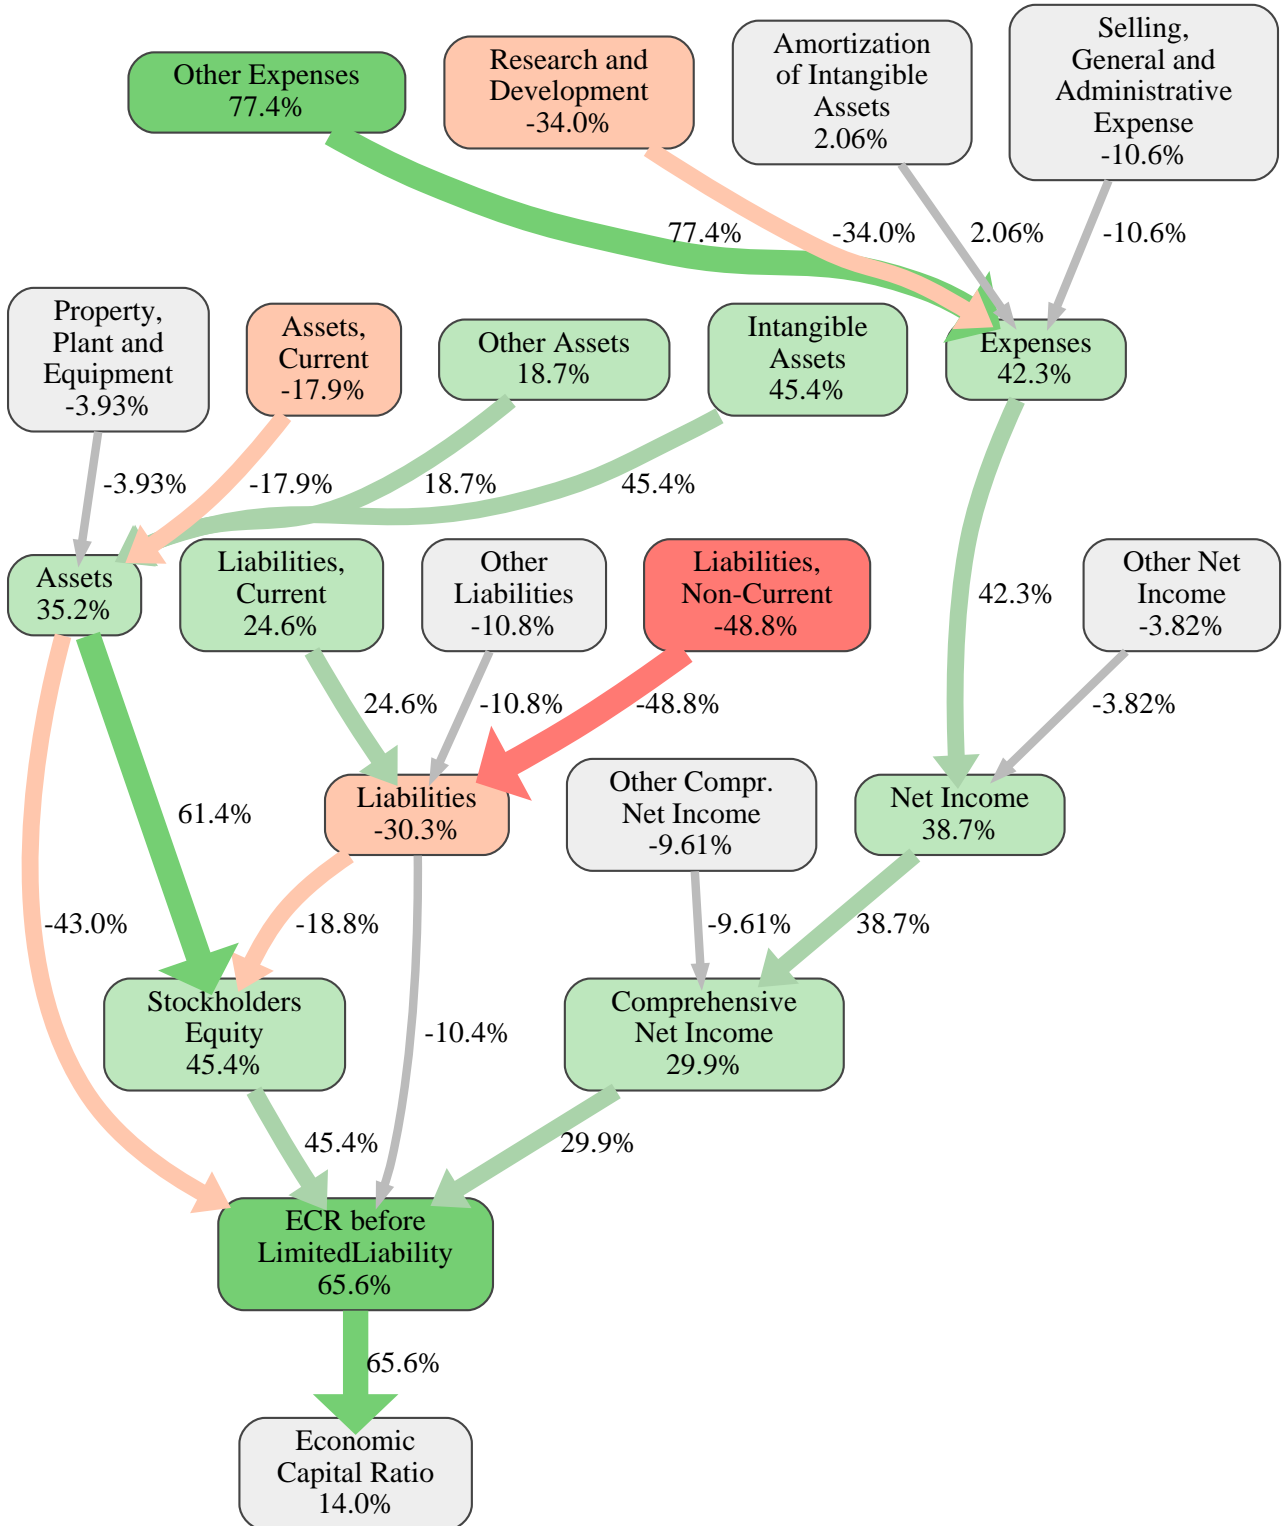 Other Expenses
77.4%
Research and
Development
-34.0%
Amortization
of Intangible
Assets
2.06%
Selling,
General and
Administrative
Expense
-10.6%
77.4%
-34.0%
2.06%
-10.6%
Property,
Plant and
Equipment
-3.93%
Assets,
Current
-17.9%
Other Assets
18.7%
Intangible
Assets
45.4%
Expenses
42.3%
-3.93%
-17.9%
18.7%
45.4%
Assets
35.2%
Liabilities,
Current
24.6%
Other
Liabilities
-10.8%
Liabilities,
Non-Current
-48.8%
42.3%
Other Net
Income
-3.82%
24.6%
-10.8%
-48.8%
-3.82%
61.4%
Liabilities
-30.3%
Other Compr.
Net Income
-9.61%
Net Income
38.7%
-43.0%
-18.8%
-9.61%
38.7%
Stockholders
Equity
45.4%
-10.4%
Comprehensive
Net Income
29.9%
45.4%
29.9%
ECR before
LimitedLiability
65.6%
65.6%
Economic
Capital Ratio
14.0%